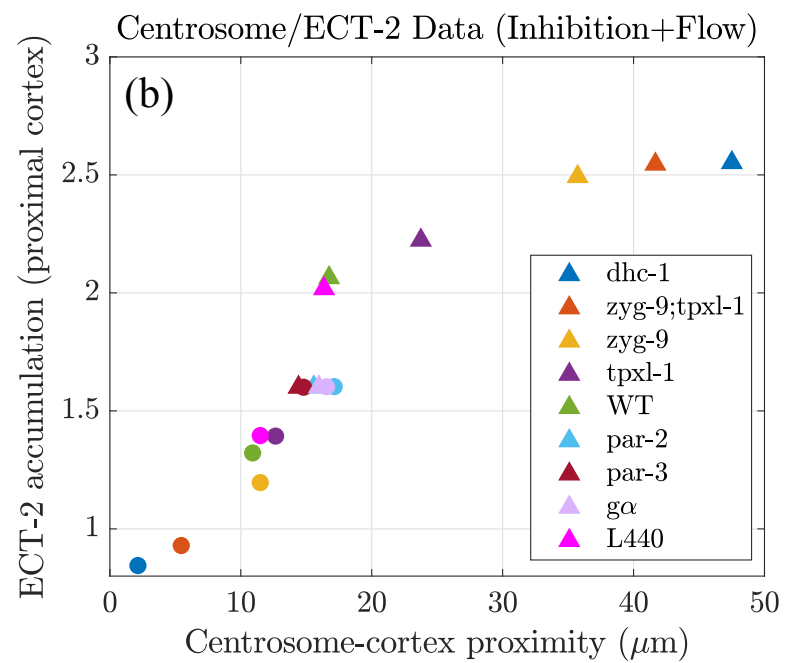 Centrosome/ECT-2 Data (Inhibition+Flow)
(b)
ECT-2 accumulation (proximal cortex)
3
2.5
2
1.5
1
0 10 20 30 40 50
Centrosome-cortex proximity (μm)
dhc-1
zyg-9;tpxl-1
zyg-9
tpxl-1
WT
par-2
par-3
gα
L440